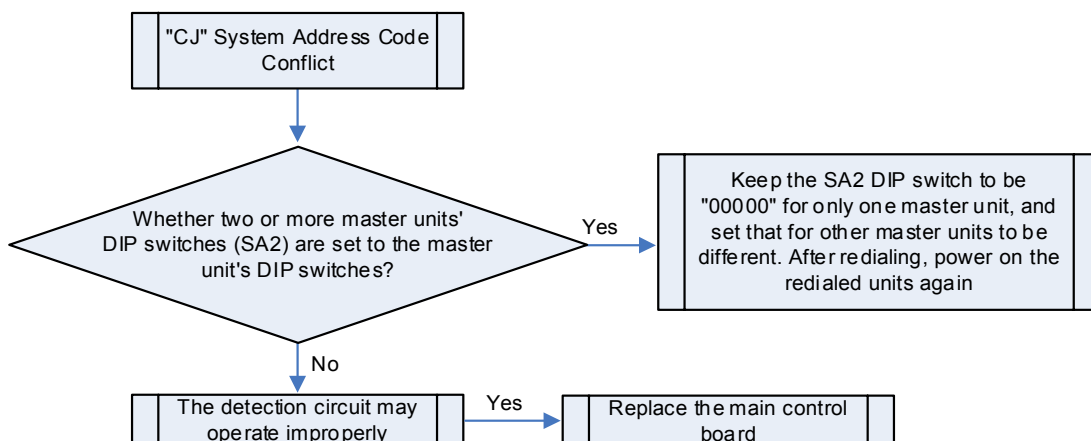 "CJ" System Address Code
Conflict
Whether two or more master units'
DIP switches (SA2) are set to the master
unit's DIP switches?
Yes
Keep the SA2 DIP switch to be
"00000" for only one master unit, and
set that for other master units to be
different. After redialing, power on the
redialed units again
No
The detection circuit may
operate improperly
Yes
Replace the main control
board